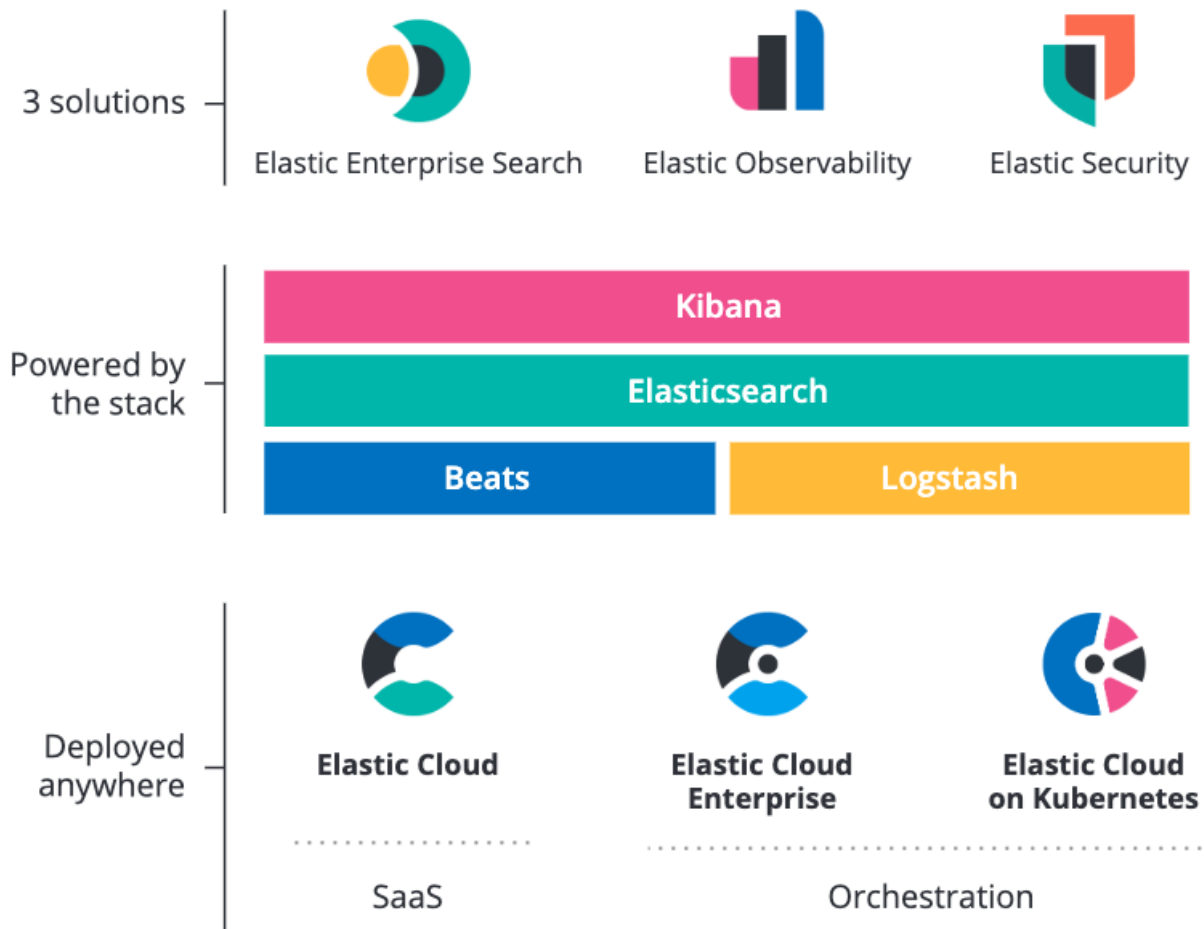 3 solutions
Elastic Enterprise Search
Elastic Observability
Elastic Security
Powered by
the stack
Kibana
Elasticsearch
Beats
Logstash
Deployed
anywhere
Elastic Cloud
Elastic Cloud
Enterprise
Elastic Cloud
on Kubernetes
SaaS
Orchestration